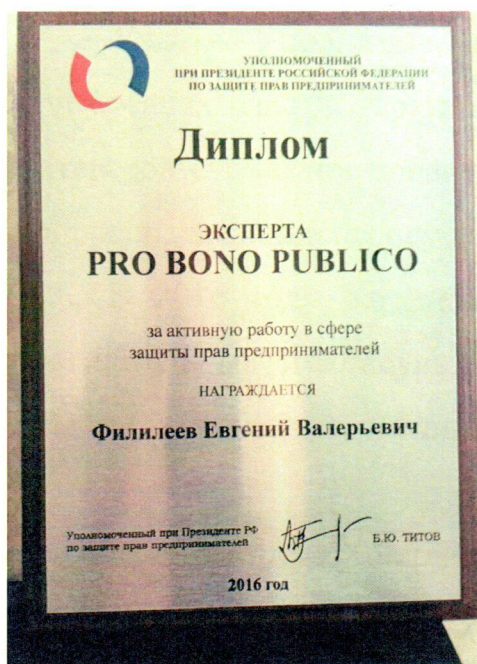 УПОЛНОМОЧЕННЫЙ
ПРИ ПРЕЗИДЕНТЕ РОССИЙСКОЙ ФЕДЕРАЦИИ
ПО ЗАЩИТЕ ПРАВ ПРЕДПРИНИМАТЕЛЕЙ
Диплом
ЭКСПЕРТА
PRO BONO PUBLICO
за активную работу в сфере
защиты прав предпринимателей
НАГРАЖДАЕТСЯ
Филилеев Евгений Валерьевич
Уполномоченный при Президенте РФ
по защите прав предпринимателей
Б.Ю. ТИТОВ
2016 год